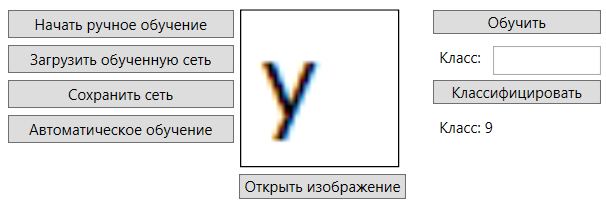 Начать ручное обучение
Загрузить обученную сеть
Сохранить сеть
Автоматическое обучение
у
Открыть изображение
Обучить
Класс:
Классифицировать
Класс: 9